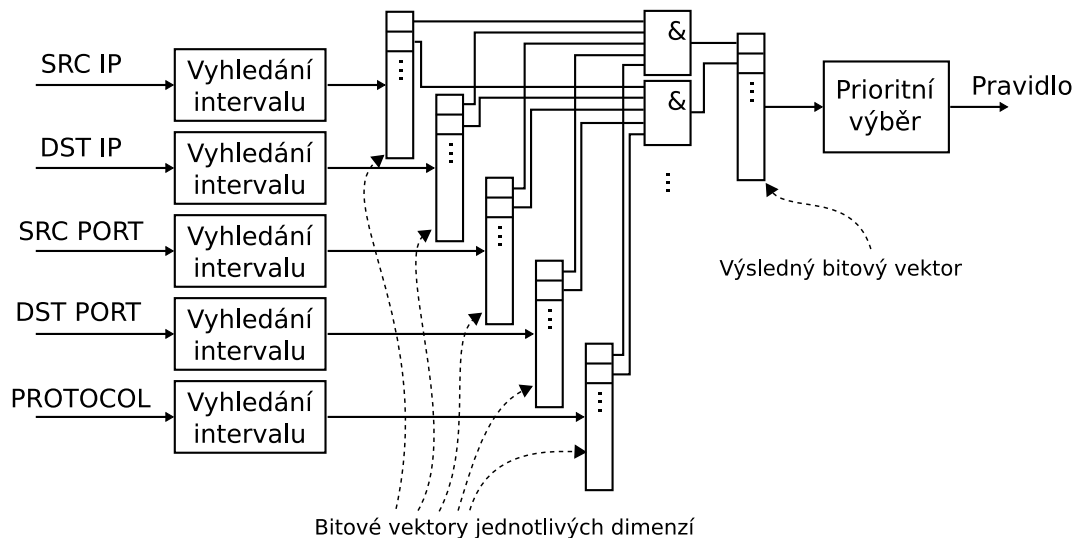 SRC IP
Vyhledání
intervalu
DST IP
Vyhledání
intervalu
SRC PORT
Vyhledání
intervalu
DST PORT
Vyhledání
intervalu
PROTOCOL
Vyhledání
intervalu
&
&
Prioritní
výběr
Pravidlo
Výsledný bitový vektor
Bitové vektory jednotlivých dimenzí